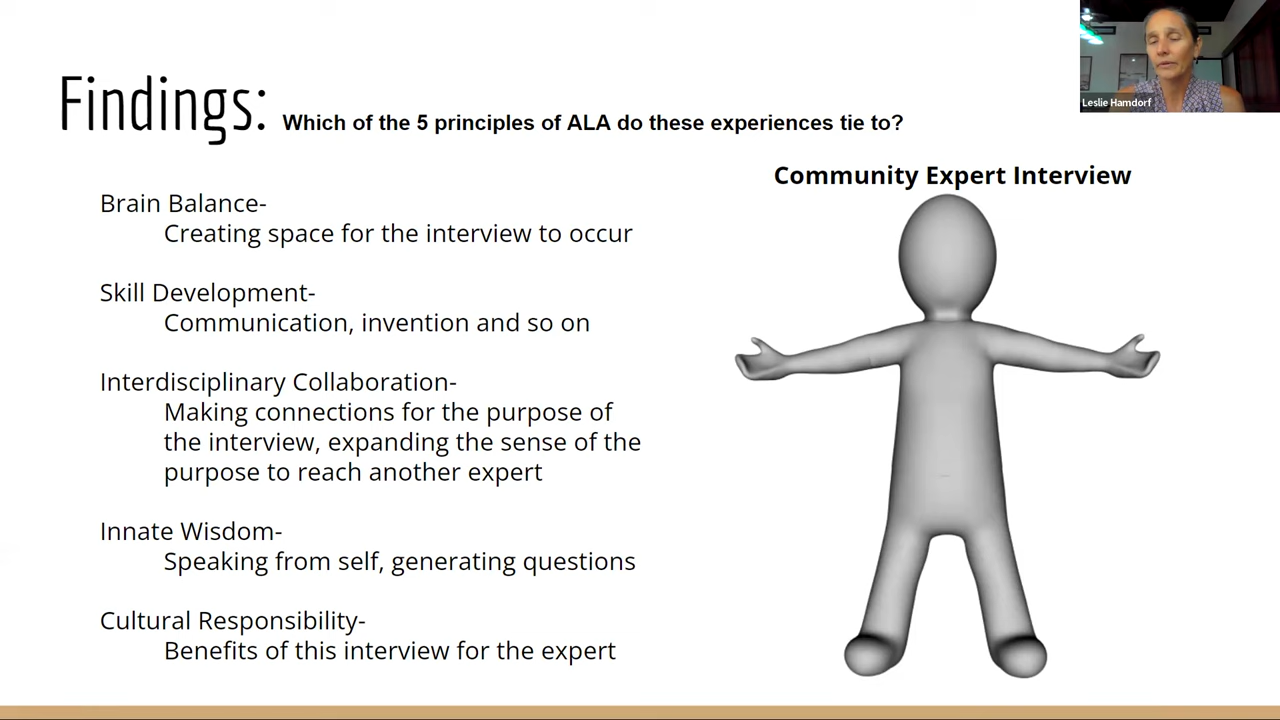 Findings: Which of the 5 principles of ALA do these experiences tie to?
Leslie Hamdorf
Community Expert Interview
Brain Balance-
Creating space for the interview to occur
Skill Development-
Communication, invention and so on
Interdisciplinary Collaboration-
Making connections for the purpose of
the interview, expanding the sense of the
purpose to reach another expert
Innate Wisdom-
Speaking from self, generating questions
Cultural Responsibility-
Benefits of this interview for the expert